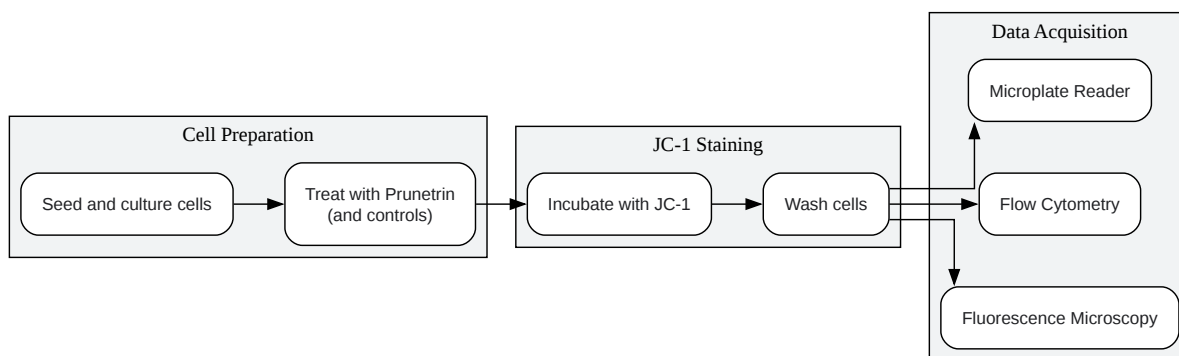 Cell Preparation
Seed and culture cells
Treat with Prunetrin
(and controls)
JC-1 Staining
Incubate with JC-1
Wash cells
Data Acquisition
Microplate Reader
Flow Cytometry
Fluorescence Microscopy